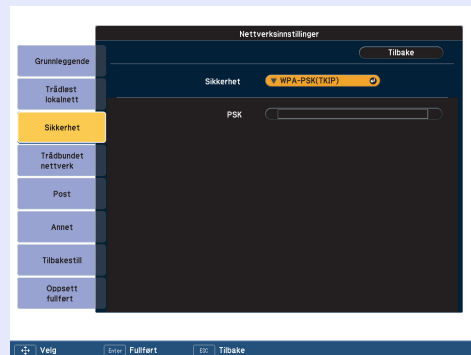 Nettverksinnstilinger
Tilbake
Grunnleggende
Trådløst
lokalnett
Sikkerhet
Trådbundet
nettverk
Post
Annet
Tilbakestill
Oppsett
fullført
Sikkerhet
WPA-PSK(TKIP)
PSK
Velg
Enter Fullført
ESC Tilbake